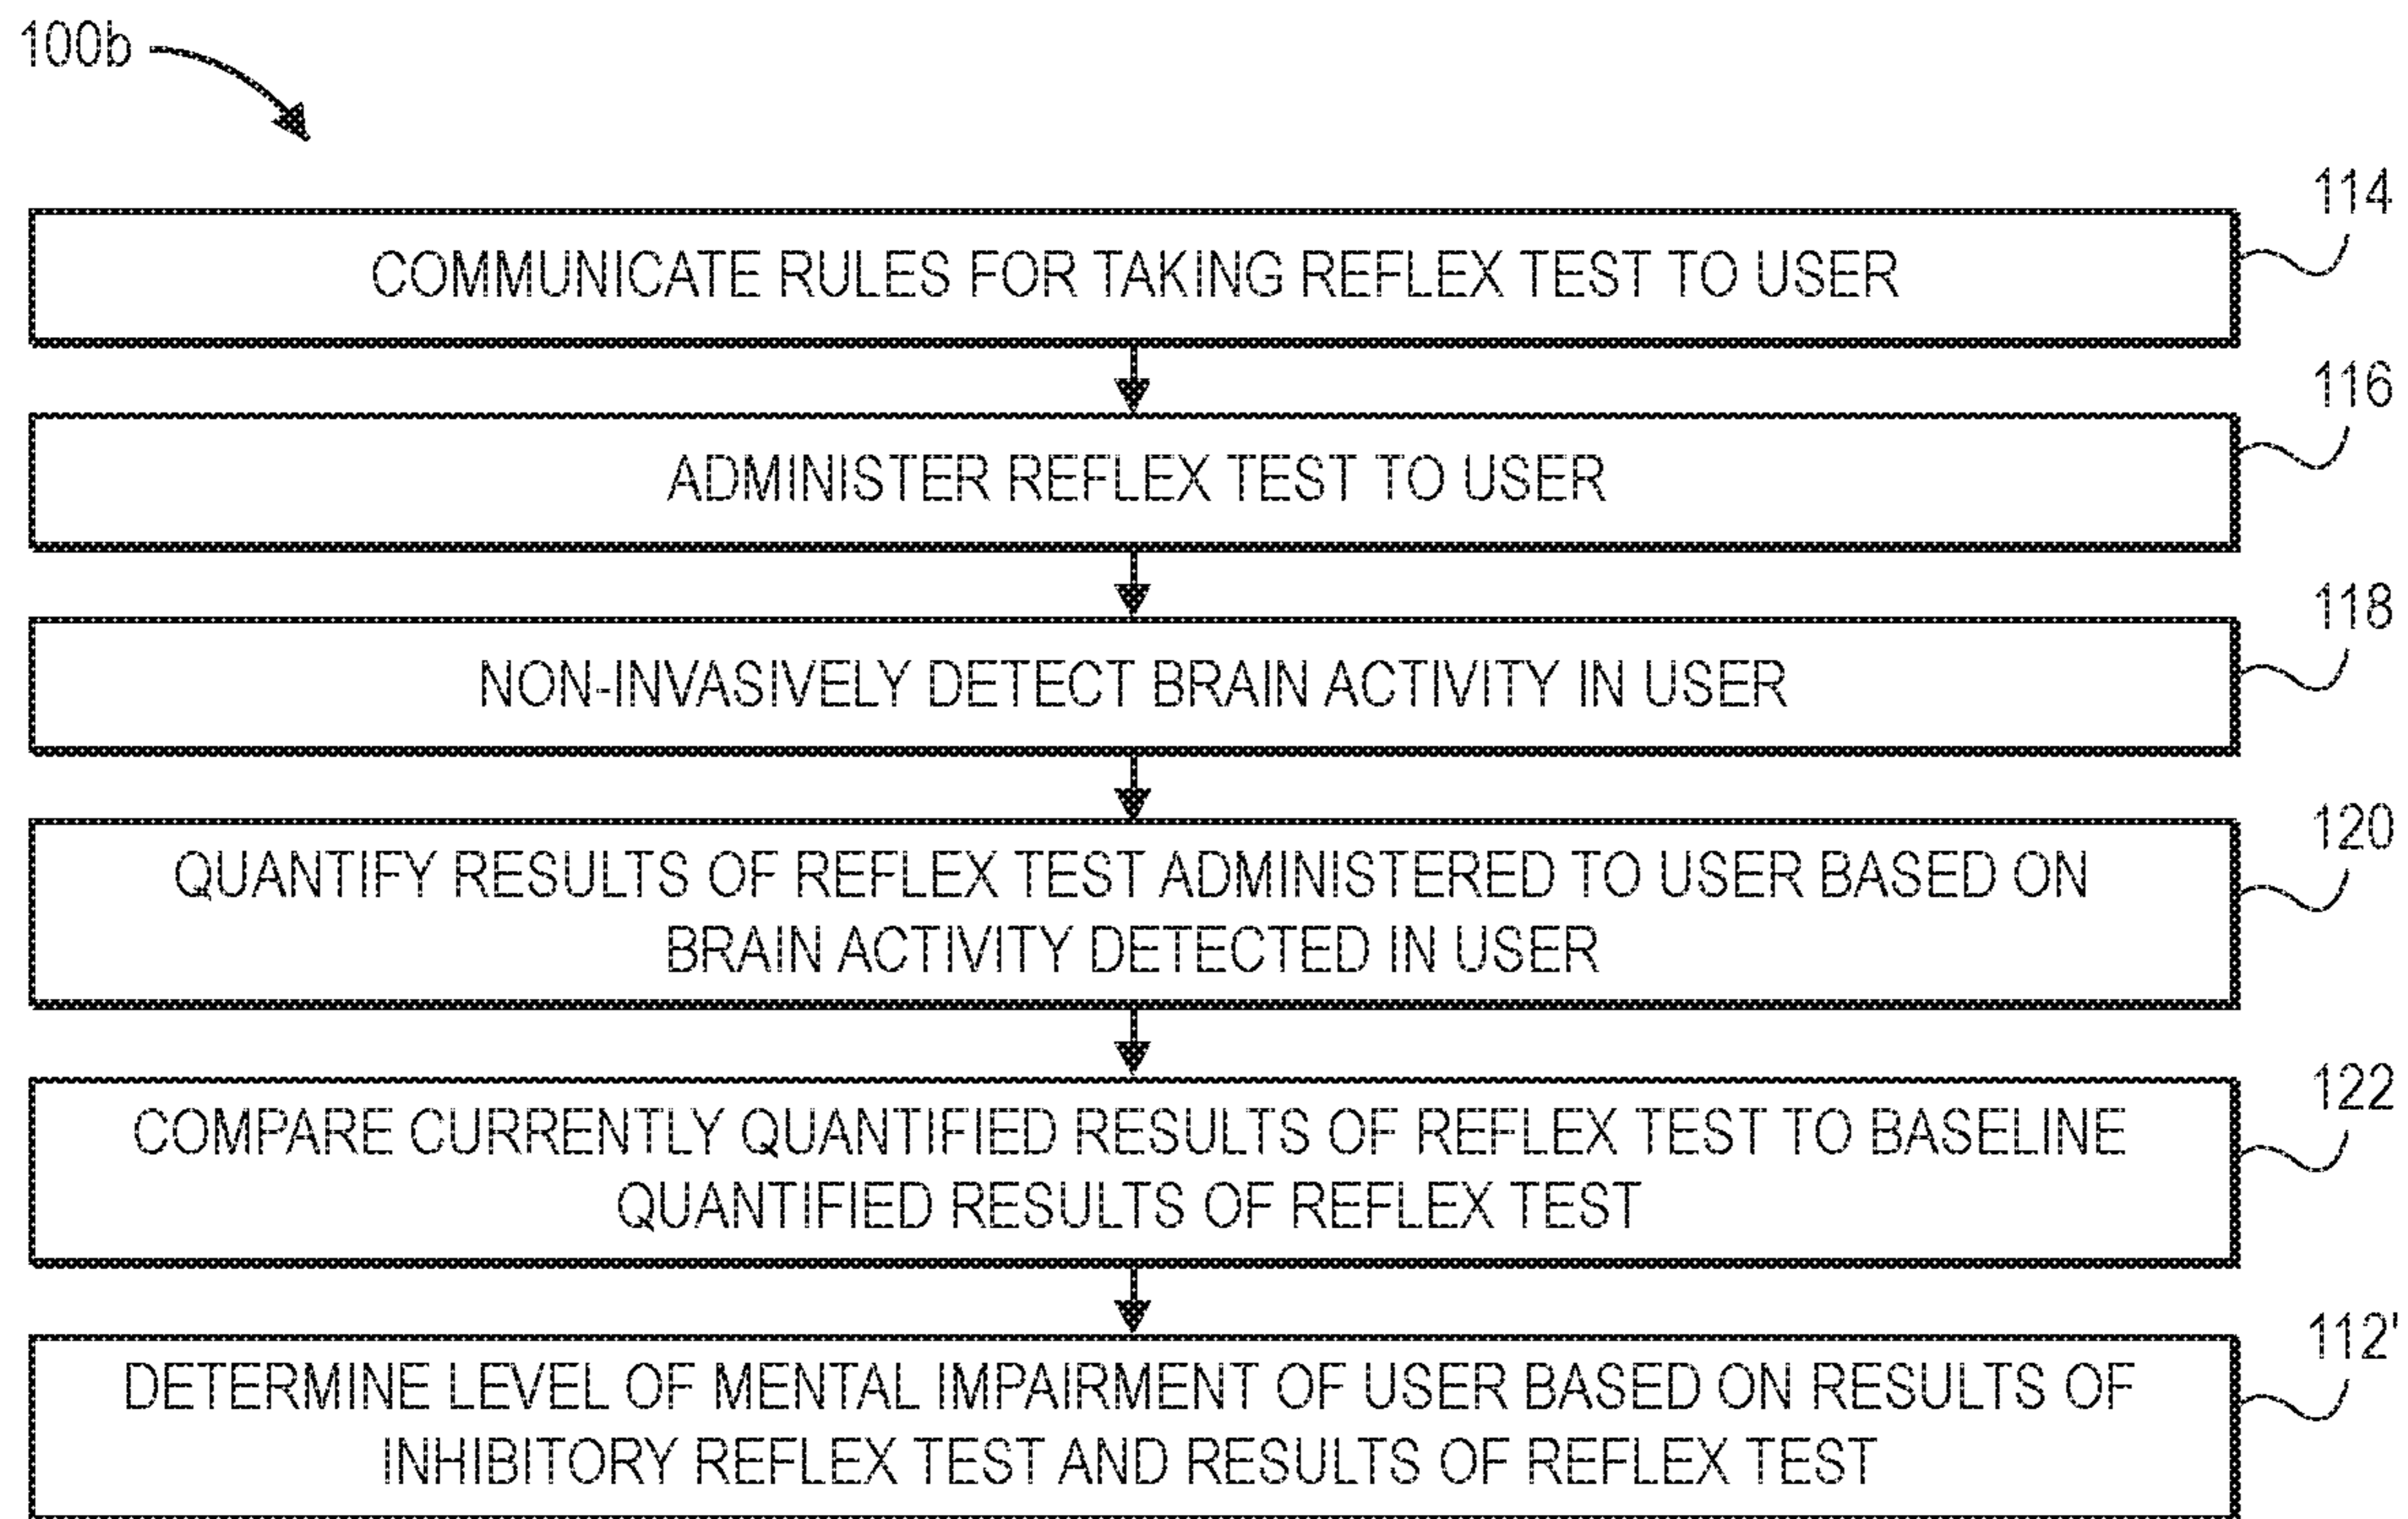 100b
114
COMMUNICATE RULES FOR TAKING REFLEX TEST TO USER
116
ADMINISTER REFLEX TEST TO USER
118
NON-INVASIVELY DETECT BRAIN ACTIVITY IN USER
120
QUANTIFY RESULTS OF REFLEX TEST ADMINISTERED TO USER BASED ON
BRAIN ACTIVITY DETECTED IN USER
122
COMPARE CURRENTLY QUANTIFIED RESULTS OF REFLEX TEST TO BASELINE
QUANTIFIED RESULTS OF REFLEX TEST
112'
DETERMINE LEVEL OF MENTAL IMPAIRMENT OF USER BASED ON RESULTS OF
INHIBITORY REFLEX TEST AND RESULTS OF REFLEX TEST